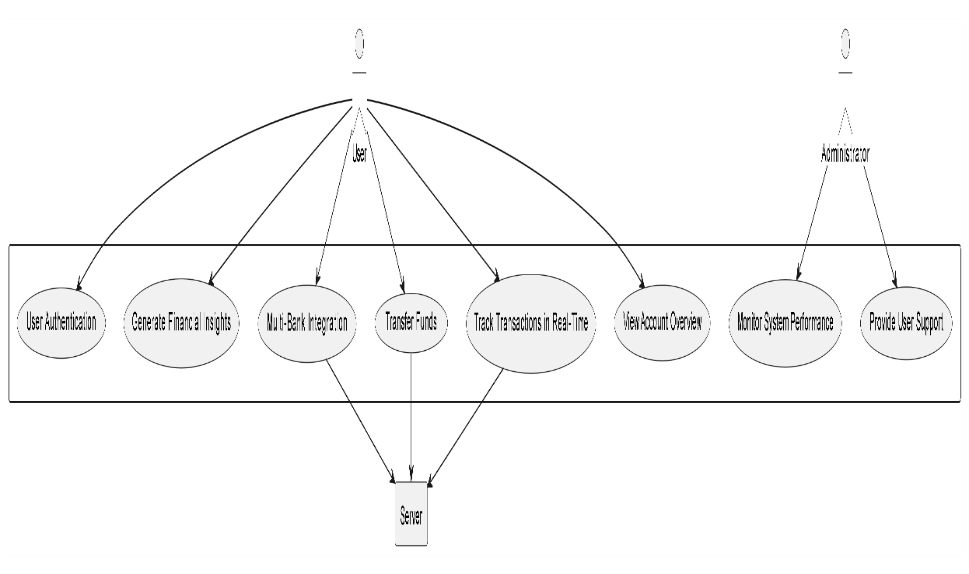 User
Administrator
User Authentication
Generate Financial Insights
Multi-Bank Integration
Transfer Funds
Track Transactions in Real-Time
View Account Overview
Monitor System Performance
Provide User Support
Server